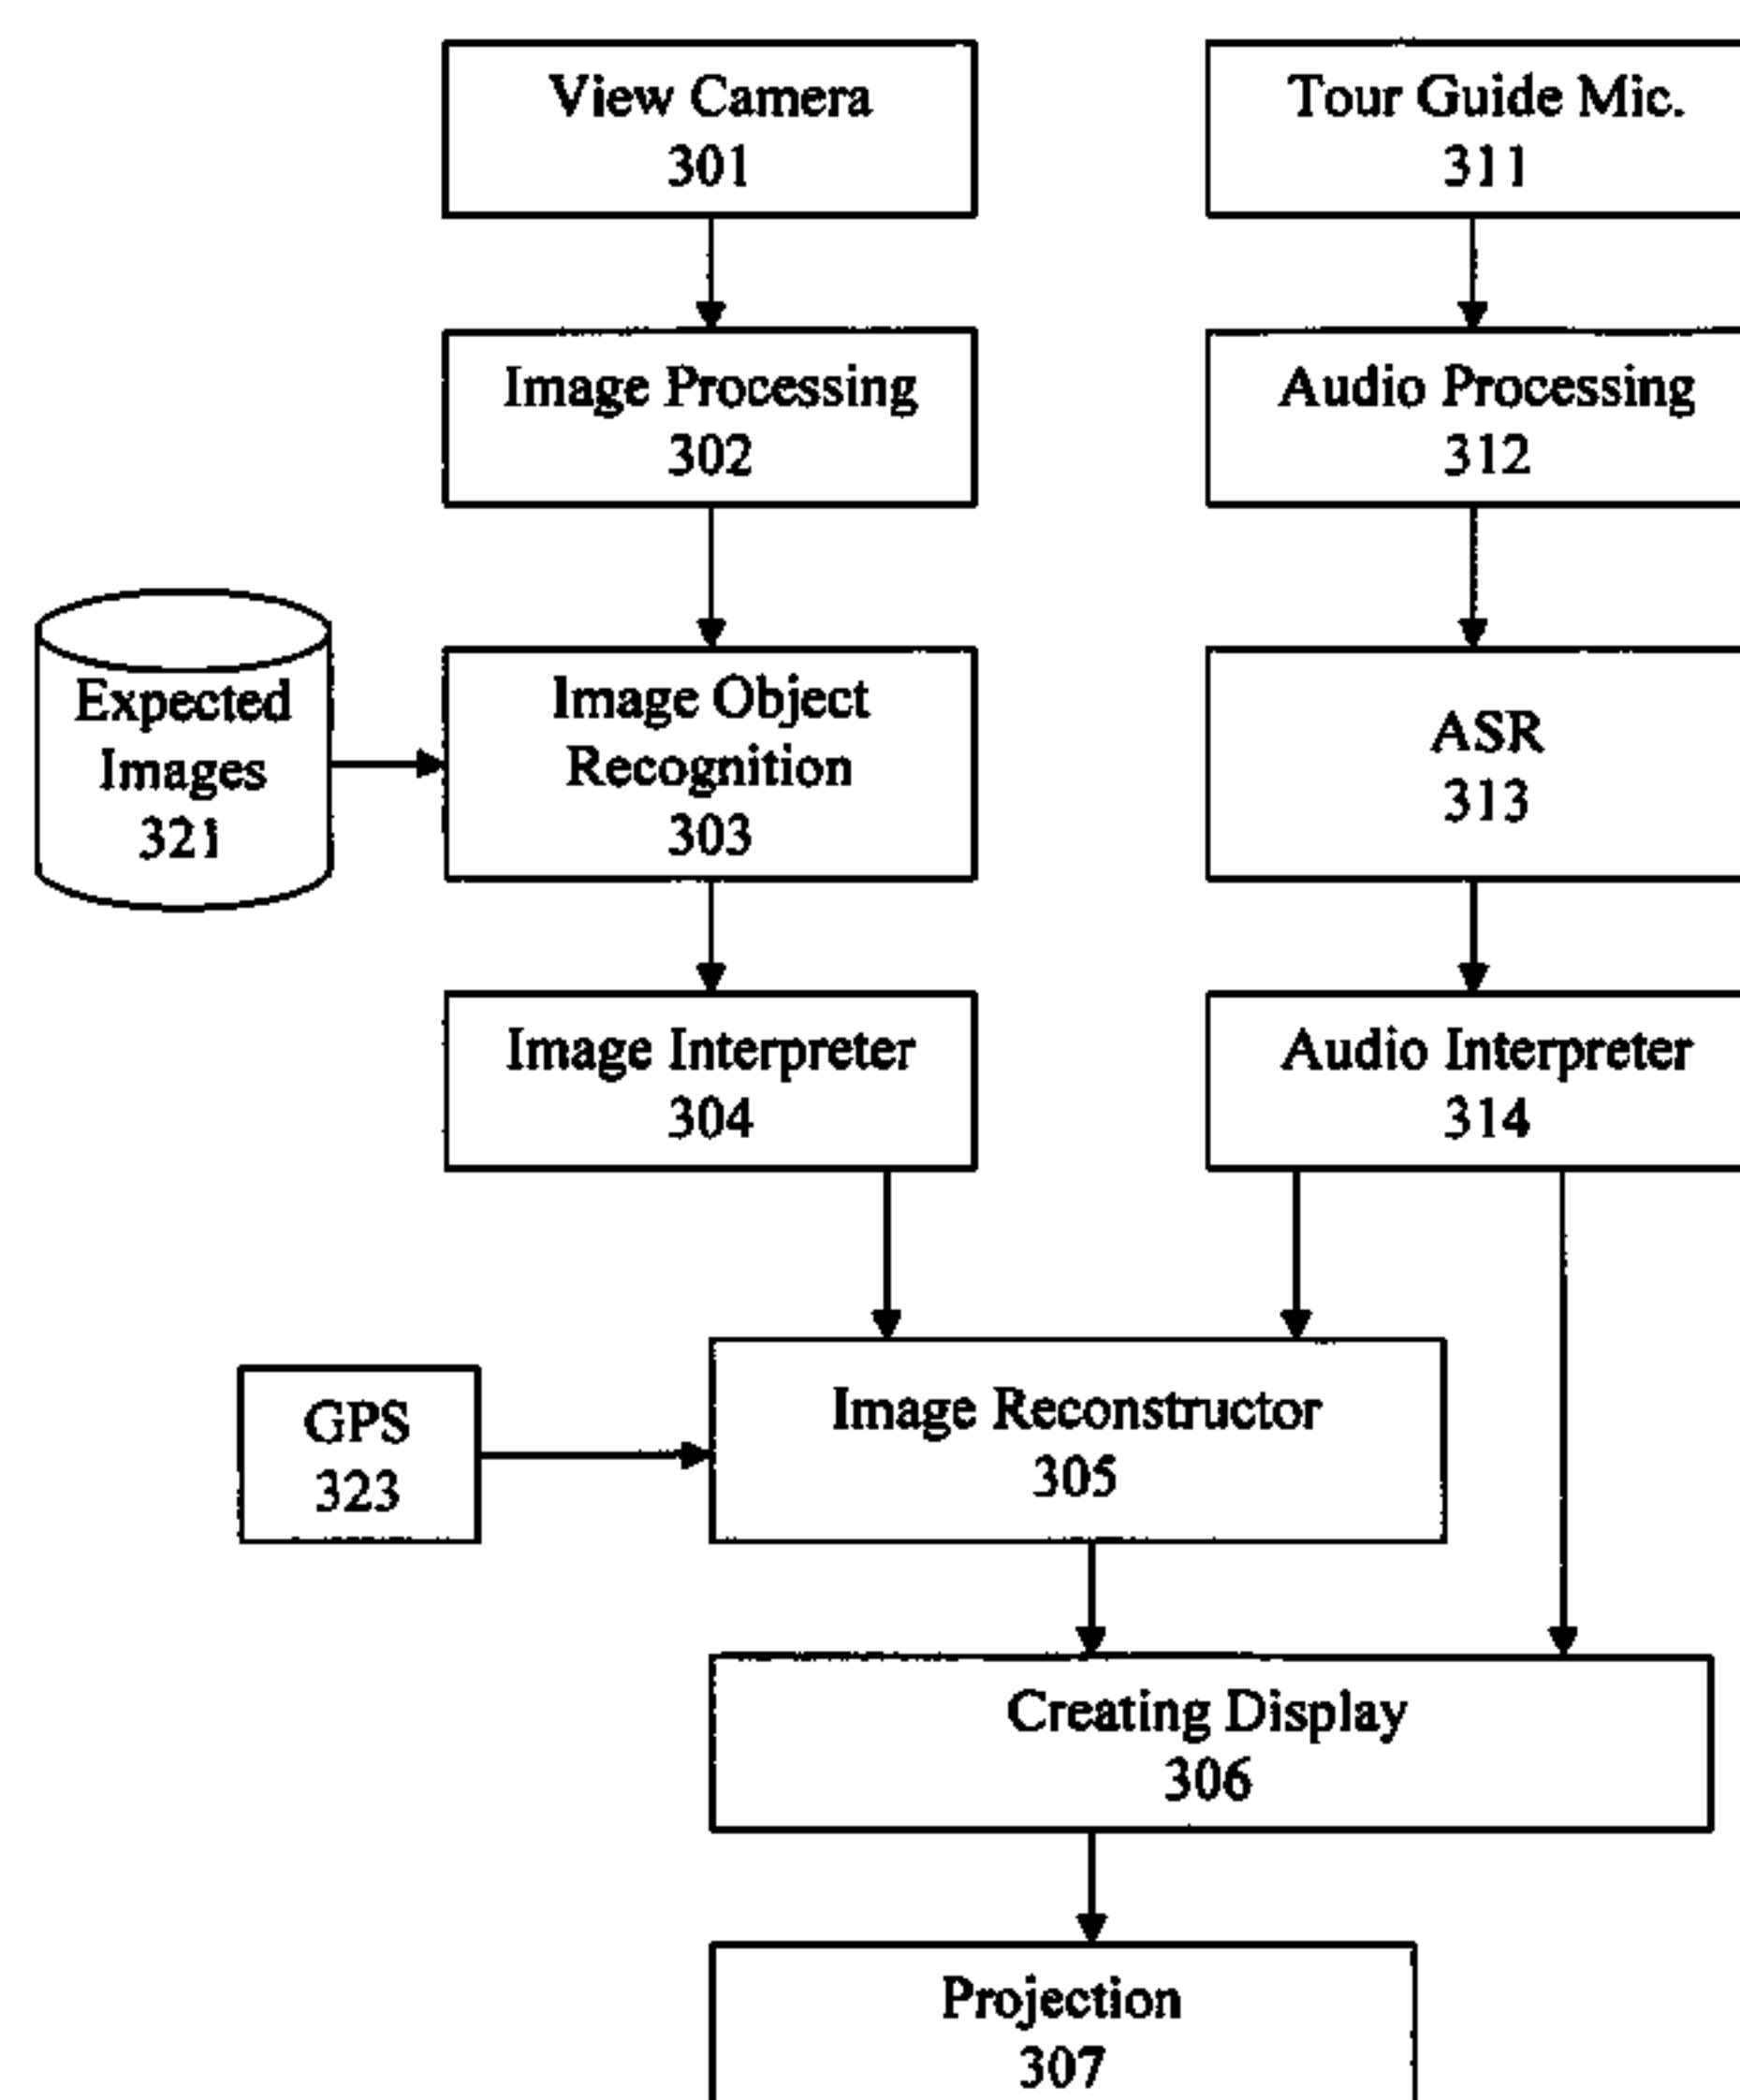 View Camera
301
Tour Guide Mic.
311
Image Processing
302
Audio Processing
312
Expected
Images
321
Image Object
Recognition
303
ASR
313
Image Interpreter
304
Audio Interpreter
314
GPS
323
Image Reconstructor
305
Creating Display
306
Projection
307